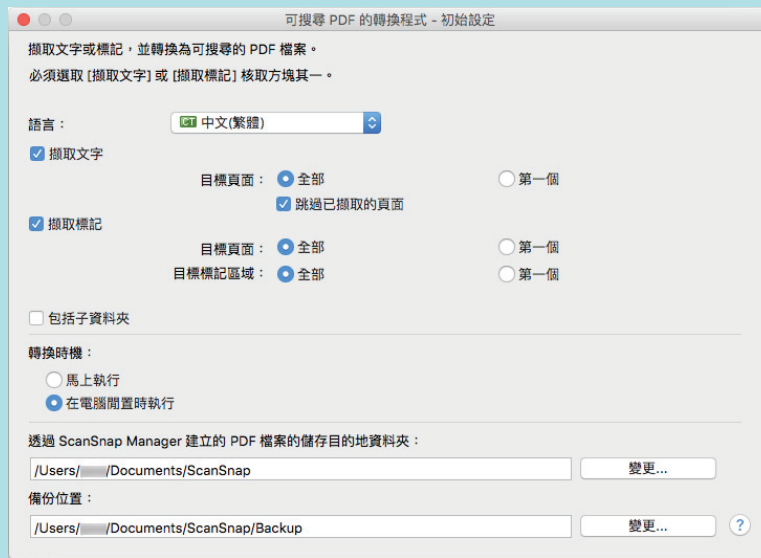 可搜尋 PDF 的轉換程式 - 初始設定
擷取文字或標記，並轉換為可搜尋的 PDF 檔案。
必須選取 [擷取文字] 或 [擷取標記] 核取方塊其一。
語言： CT 中文(繁體)
擷取文字
目標頁面： 全部 第一個
跳過已擷取的頁面
擷取標記
目標頁面： 全部 第一個
目標標記區域： 全部 第一個
包括子資料夾
轉換時機：
馬上執行
在電腦閒置時執行
透過 ScanSnap Manager 建立的 PDF 檔案的儲存目的地資料夾：
/Users/ /Documents/ScanSnap 變更...
備份位置：
/Users/ /Documents/ScanSnap/Backup 變更... ?